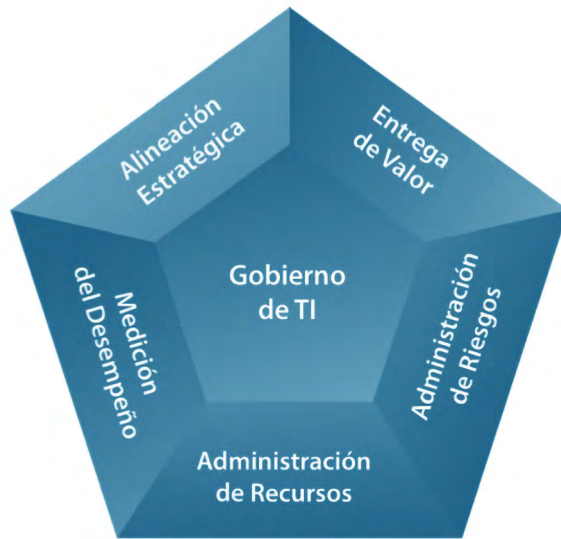 Alineación
Estratégica
Entrega
de Valor
Gobierno
de TI
Medición
del Desempeño
Administración
de Riesgos
Administración
de Recursos